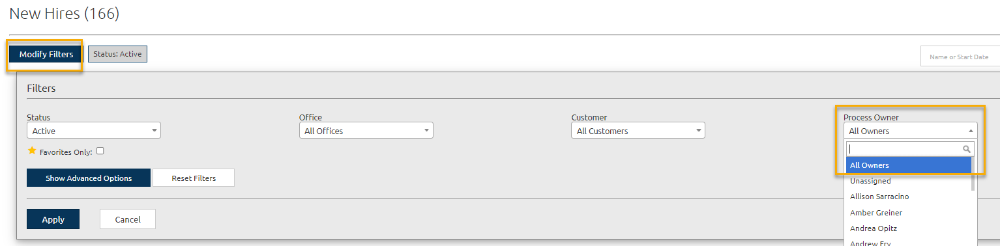 New Hires (166)
Modify Filters Status: Active Name or Start Date
Filters
Status Office Customer Process Owner
Active All Offices All Customers All Owners
Favorites Only:
All Owners
Show Advanced Options Reset Filters
Unassigned
Allison Sarracino
Amber Greiner
Apply Cancel
Andrea Opitz
Andrew Fry